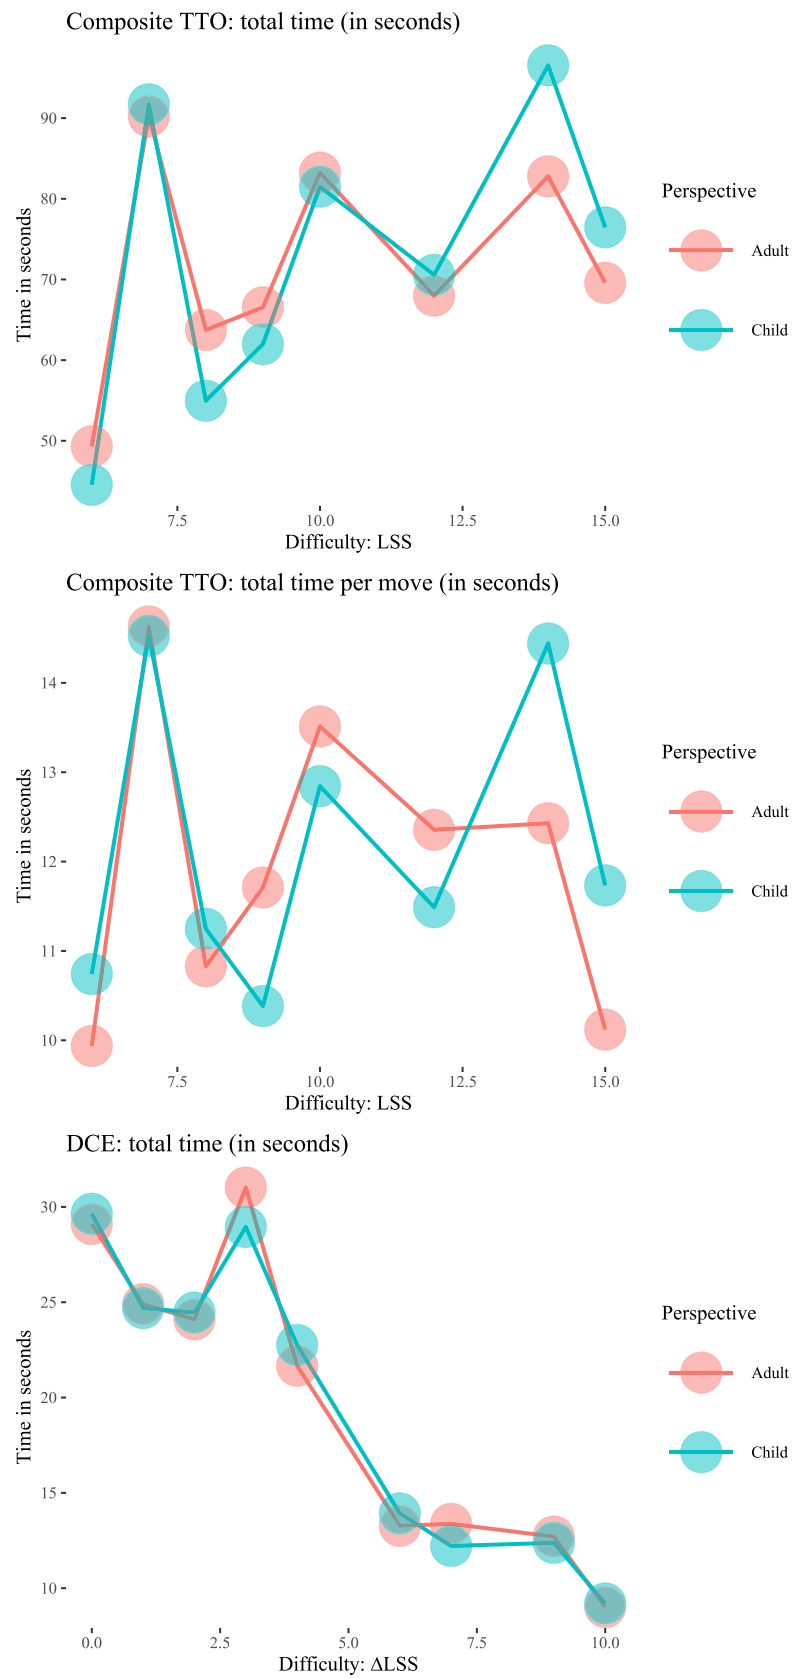 Composite TTO: total time (in seconds)
Time in seconds
90
80
70
60
50
7.5 10.0 12.5 15.0
Difficulty: LSS
Perspective
Adult
Child
Composite TTO: total time per move (in seconds)
Time in seconds
14
13
12
11
10
7.5 10.0 12.5 15.0
Difficulty: LSS
Perspective
Adult
Child
DCE: total time (in seconds)
Time in seconds
30
25
20
15
10
0.0 2.5 5.0 7.5 10.0
Difficulty: ΔLSS
Perspective
Adult
Child